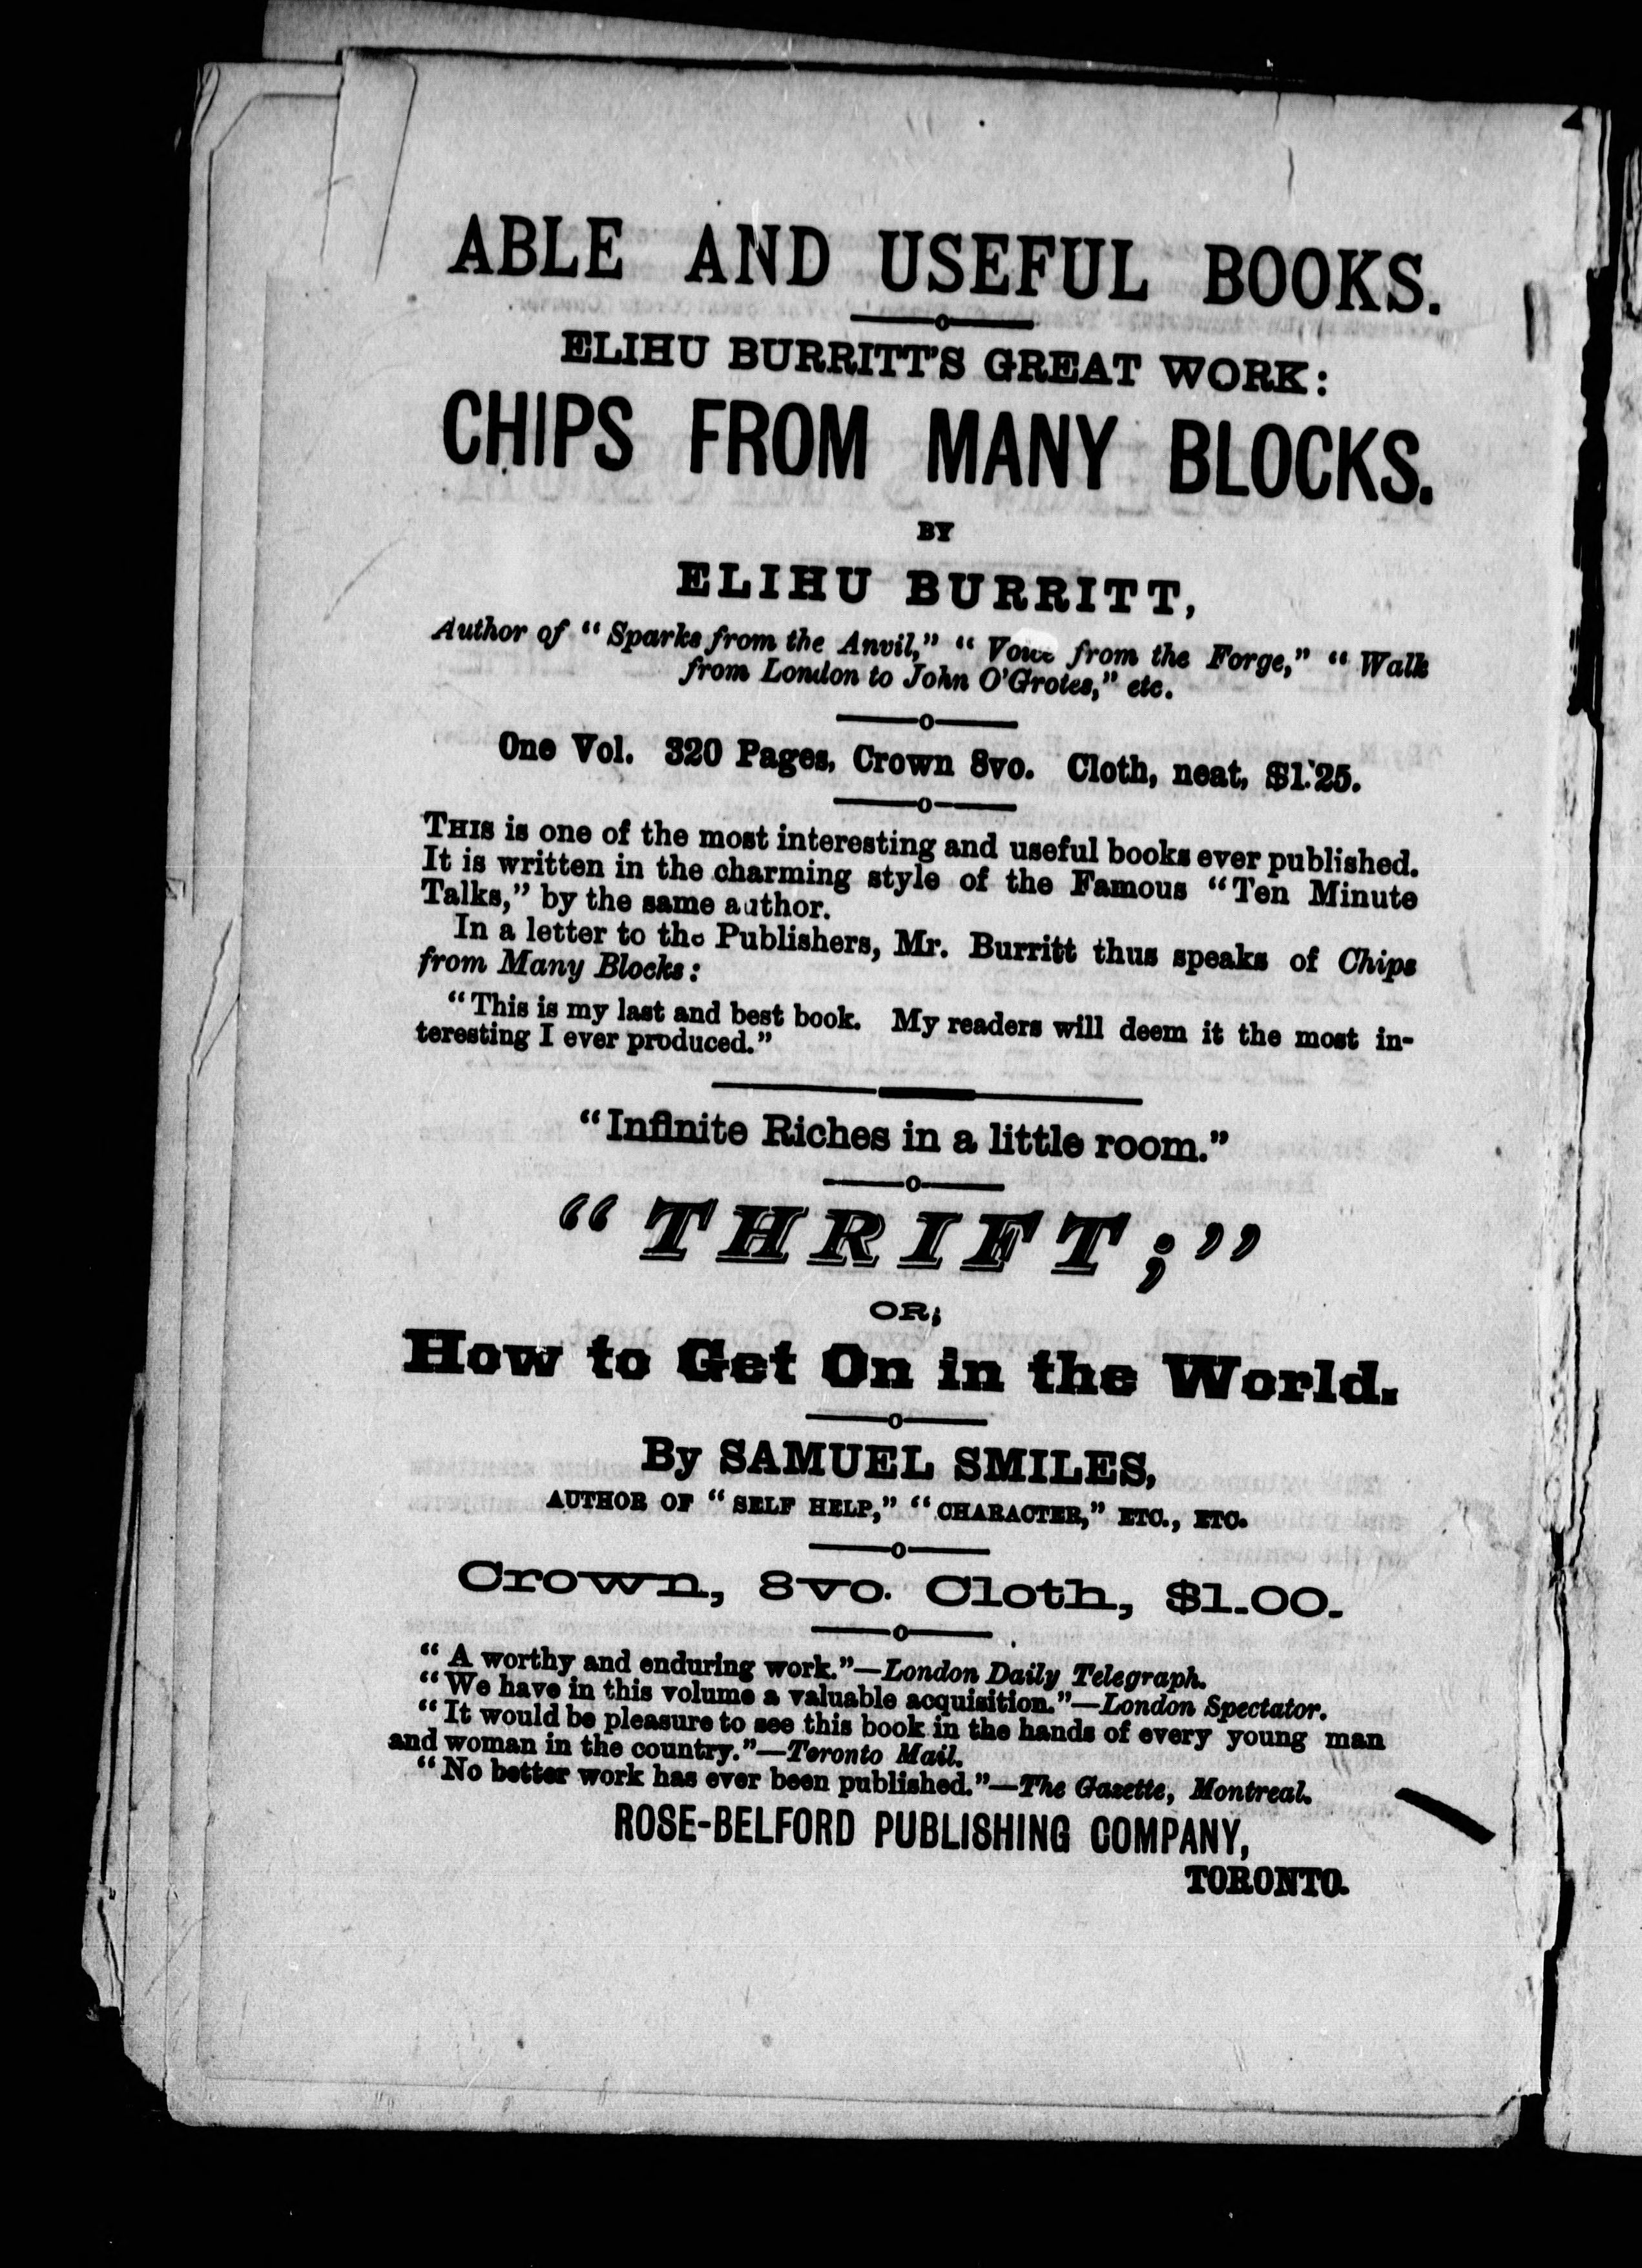 ABLE AND USEFUL BOOKS.
ELIHU BURRITT'S GREAT WORK:
CHIPS FROM MANY BLOCKS.
BY
ELIHU BURRITT,
Author of "Sparks from the Anvil," "Voice from the Forge," "Walk
from London to John O'Grotes," etc.
One Vol. 320 Pages, Crown 8vo. Cloth, neat, $1.25.
THIS is one of the most interesting and useful books ever published.
It is written in the charming style of the Famous "Ten Minute
Talks," by the same author.
In a letter to the Publishers, Mr. Burritt thus speaks of Chips
from Many Blocks:
"This is my last and best book. My readers will deem it the most in-
teresting I ever produced."
"Infinite Riches in a little room."
"THRIFT;"
OR;
How to Get On in the World.
By SAMUEL SMILES,
AUTHOR OF "SELF HELP," "CHARACTER," ETC., ETC.
Crown, 8vo. Cloth, $1.00.
"A worthy and enduring work."—London Daily Telegraph.
"We have in this volume a valuable acquisition."—London Spectator.
"It would be pleasure to see this book in the hands of every young man
and woman in the country."—Toronto Mail.
"No better work has ever been published."—The Gazette, Montreal.
ROSE-BELFORD PUBLISHING COMPANY,
TORONTO.